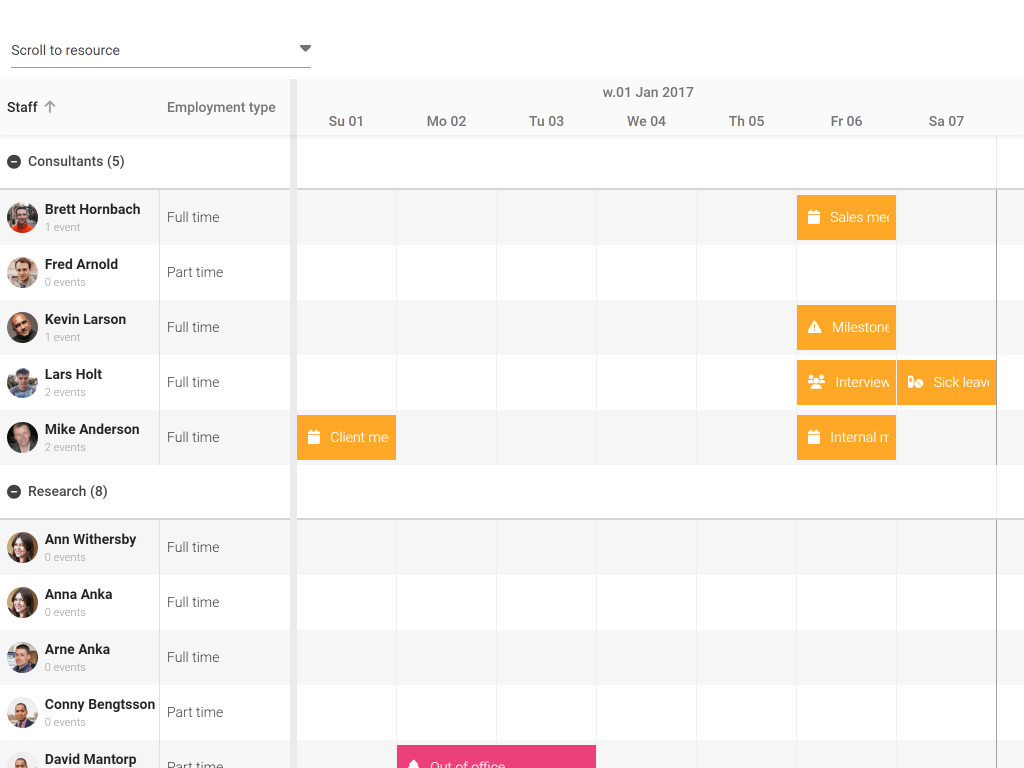 Scroll to resource
Staff
Employment type
w.01 Jan 2017
Su 01
Mo 02
Tu 03
We 04
Th 05
Fr 06
Sa 07
Consultants (5)
Brett Hornbach
1 event
Full time
Sales mee
Fred Arnold
0 events
Part time
Kevin Larson
1 event
Full time
Milestone
Lars Holt
2 events
Full time
Interview
Sick leav
Mike Anderson
2 events
Full time
Client me
Internal m
Research (8)
Ann Withersby
0 events
Full time
Anna Anka
0 events
Full time
Arne Anka
0 events
Full time
Conny Bengtsson
0 events
Part time
David Mantorp
Part time
Out of office